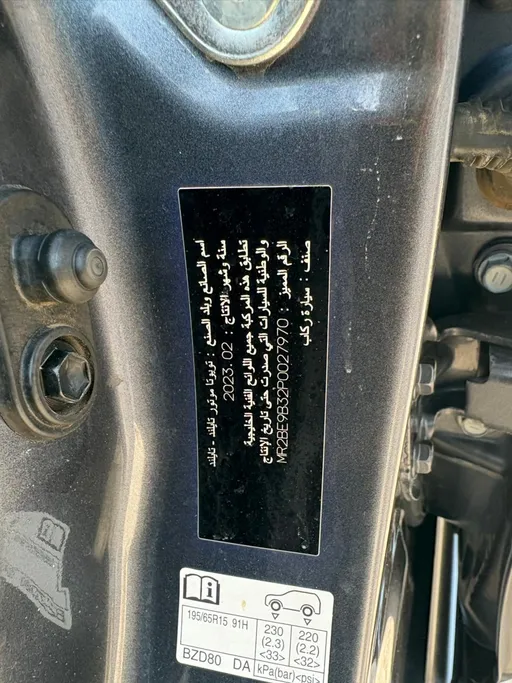 اسم الصانع وبلد الصنع : تويوتا موتور تايلند - تايلند
سنة وشهر الانتاج : 2023.02
تطابق هذه المركبة جميع اللوائح الفنية الخليجية
والوطنية للسيارات التي صدرت حتى تاريخ الإنتاج
الرقم المميز : MR2BE9B32P0027970
صنف : سيارة ركاب
195/65R15 91H
230 220
(2.3) (2.2)
<33> <32>
BZD80 DA kPa(bar) <psi>